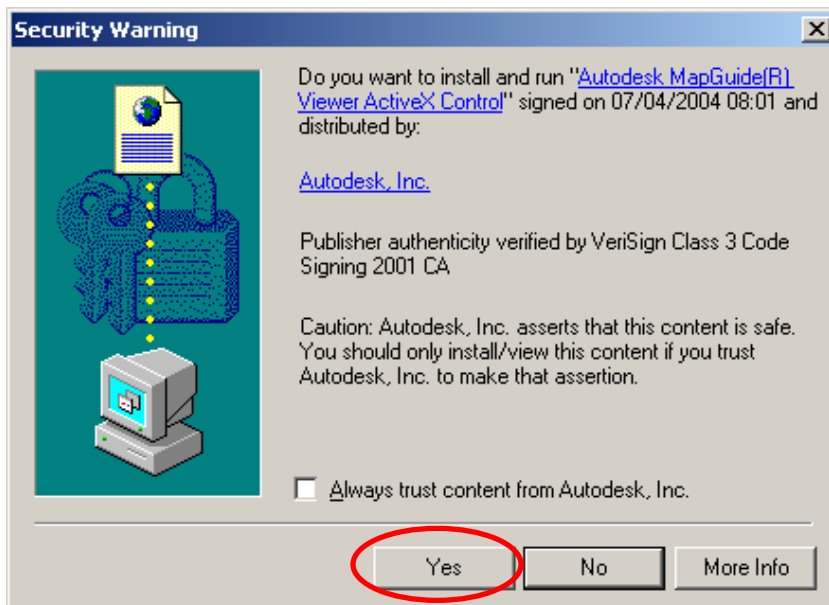 Security Warning
Do you want to install and run "Autodesk MapGuide(R)
Viewer ActiveX Control" signed on 07/04/2004 08:01 and
distributed by:
Autodesk, Inc.
Publisher authenticity verified by VeriSign Class 3 Code
Signing 2001 CA
Caution: Autodesk, Inc. asserts that this content is safe.
You should only install/view this content if you trust
Autodesk, Inc. to make that assertion.
Always trust content from Autodesk, Inc.
Yes No More Info